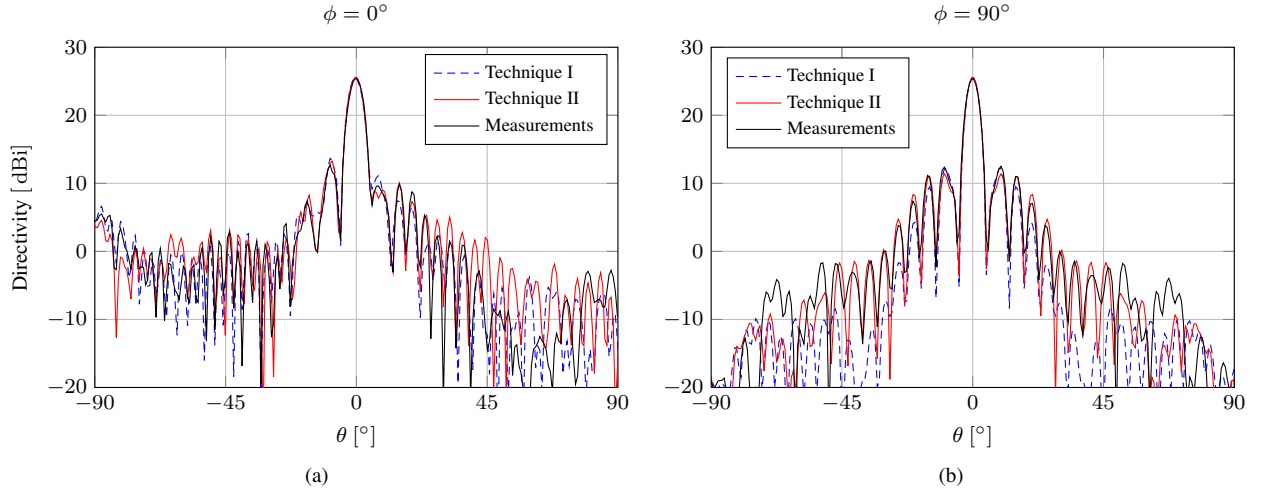 ϕ = 0°
30
20
10
0
−10
−20
−90
−45
0
45
90
Directivity [ dBi]
θ [°]
Technique I
Technique II
Measurements
(a)
ϕ = 90°
30
20
10
0
−10
−20
−90
−45
0
45
90
θ [°]
Technique I
Technique II
Measurements
(b)